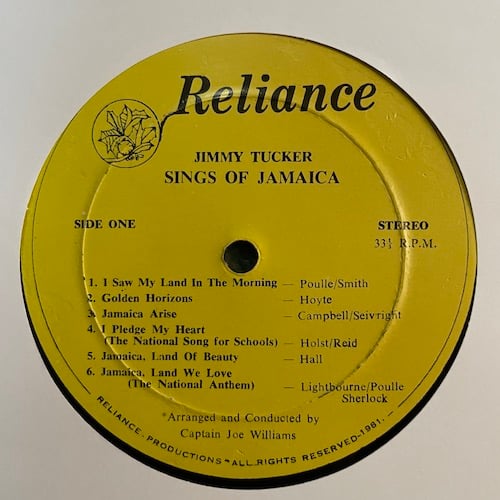 Reliance
JIMMY TUCKER
SINGS OF JAMAICA
SIDE ONE
STEREO
33⅓ R.P.M.
1. I Saw My Land In The Morning — Poulle/Smith
2. Golden Horizons — Hoyte
3. Jamaica Arise — Campbell/Seivright
4. I Pledge My Heart
(The National Song for Schools) — Holst/Reid
5. Jamaica, Land Of Beauty — Hall
6. Jamaica, Land We Love
(The National Anthem) — Lightbourne/Poulle
Sherlock
*Arranged and Conducted by
Captain Joe Williams
— RELIANCE PRODUCTIONS — ALL RIGHTS RESERVED-1981. —